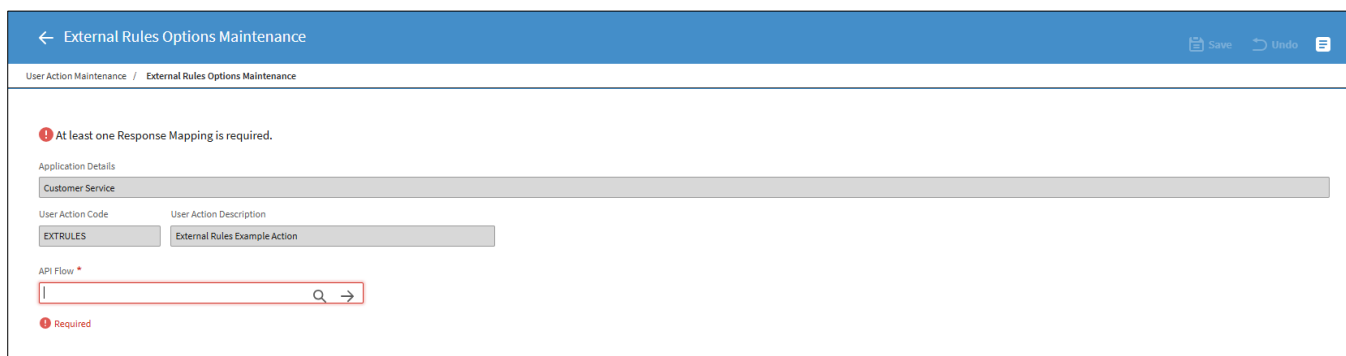 External Rules Options Maintenance
Save Undo
User Action Maintenance / External Rules Options Maintenance
At least one Response Mapping is required.
Application Details
Customer Service
User Action Code User Action Description
EXTRULES External Rules Example Action
API Flow *
Required